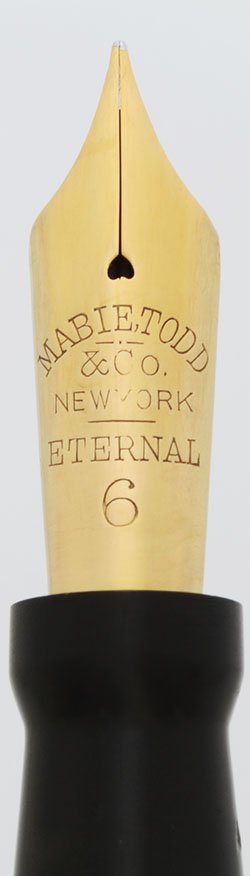 MABIE, TODD
& Co.
NEW YORK
ETERNAL
6